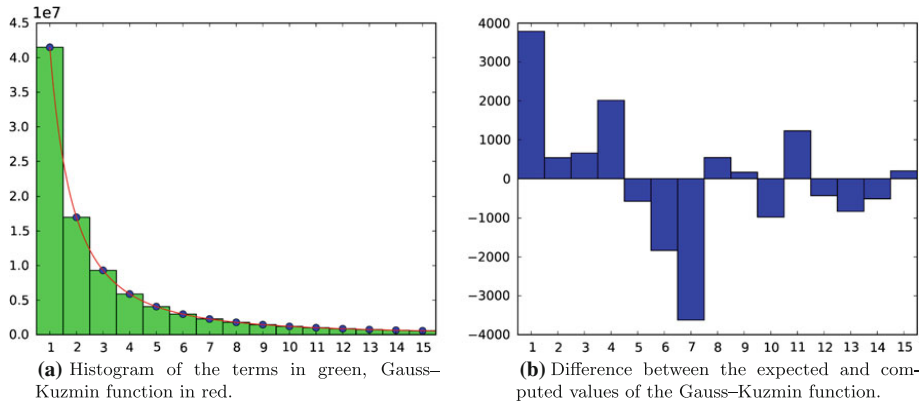 1e7
4.5
4.0
3.5
3.0
2.5
2.0
1.5
1.0
0.5
0.0
1 2 3 4 5 6 7 8 9 10 11 12 13 14 15
(a) Histogram of the terms in green, Gauss–
Kuzmin function in red.
4000
3000
2000
1000
0
−1000
−2000
−3000
−4000
1 2 3 4 5 6 7 8 9 10 11 12 13 14 15
(b) Difference between the expected and com-
puted values of the Gauss–Kuzmin function.